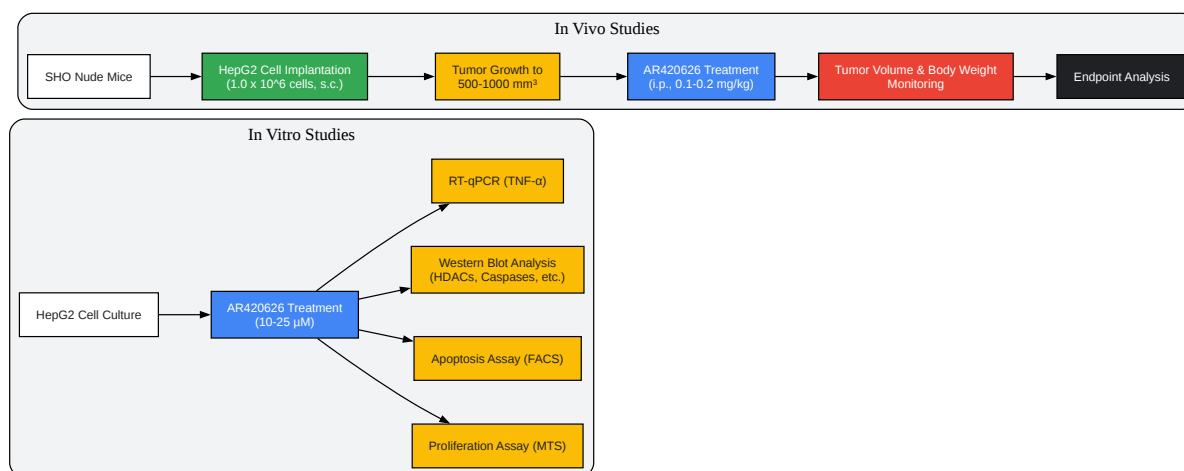 In Vivo Studies
SHO Nude Mice
HepG2 Cell Implantation
(1.0 x 10^6 cells, s.c.)
Tumor Growth to
500-1000 mm³
AR420626 Treatment
(i.p., 0.1-0.2 mg/kg)
Tumor Volume & Body Weight
Monitoring
Endpoint Analysis
In Vitro Studies
HepG2 Cell Culture
AR420626 Treatment
(10-25 µM)
RT-qPCR (TNF-α)
Western Blot Analysis
(HDACs, Caspases, etc.)
Apoptosis Assay (FACS)
Proliferation Assay (MTS)